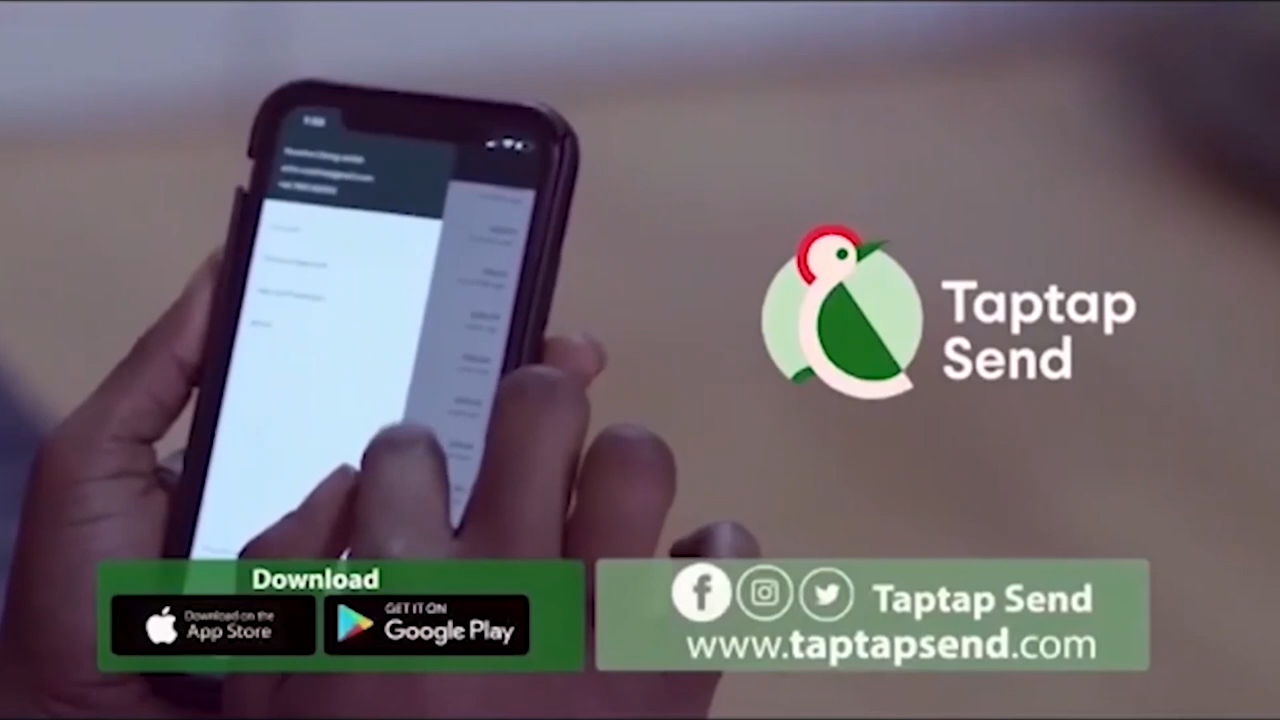 Taptap
Send
Download
Download on the
App Store
GET IT ON
Google Play
Taptap Send
www.taptapsend.com